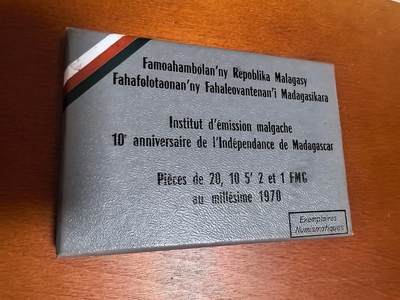 Famoahambolan'ny Repoblika Malagasy
Fahafolotaonan'ny Fahaleovantenan'i Madagasikara
Institut d'émission malgache
10e anniversaire de l'Indépendance de Madagascar
Pièces de 20, 10 5' 2 et 1 FMG
au millésime 1970
Exemplaires
Numismatiques